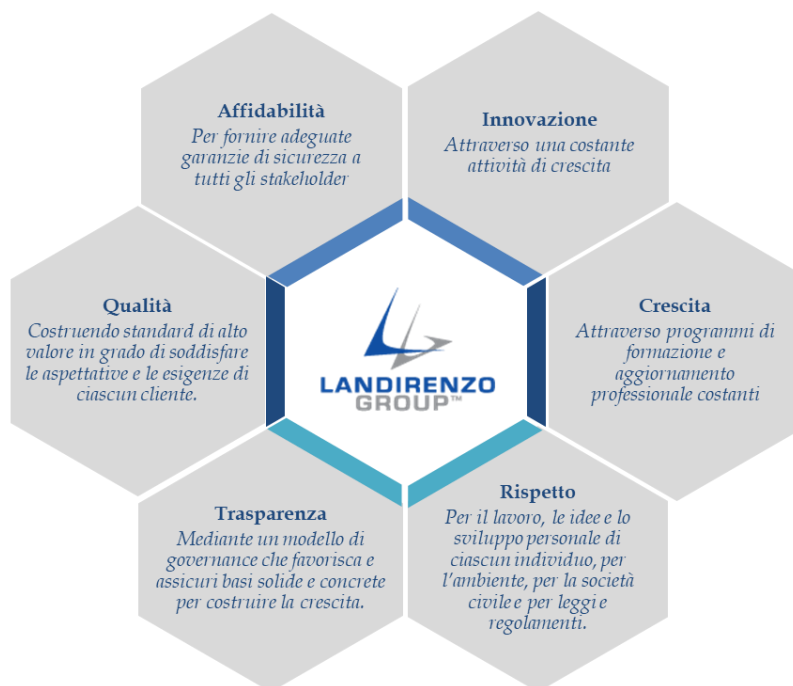 Affidabilità
Per fornire adeguate
garanzie di sicurezza a
tutti gli stakeholder
Innovazione
Attraverso una costante
attività di crescita
Qualità
Costruendo standard di alto
valore in grado di soddisfare
le aspettative e le esigenze di
ciascun cliente.
LANDIRENZO
GROUP™
Crescita
Attraverso programmi di
formazione e
aggiornamento
professionale costanti
Trasparenza
Mediante un modello di
governance che favorisca e
assicuri basi solide e concrete
per costruire la crescita.
Rispetto
Per il lavoro, le idee e lo
sviluppo personale di
ciascun individuo, per
l'ambiente, per la società
civile e per leggi e
regolamenti.